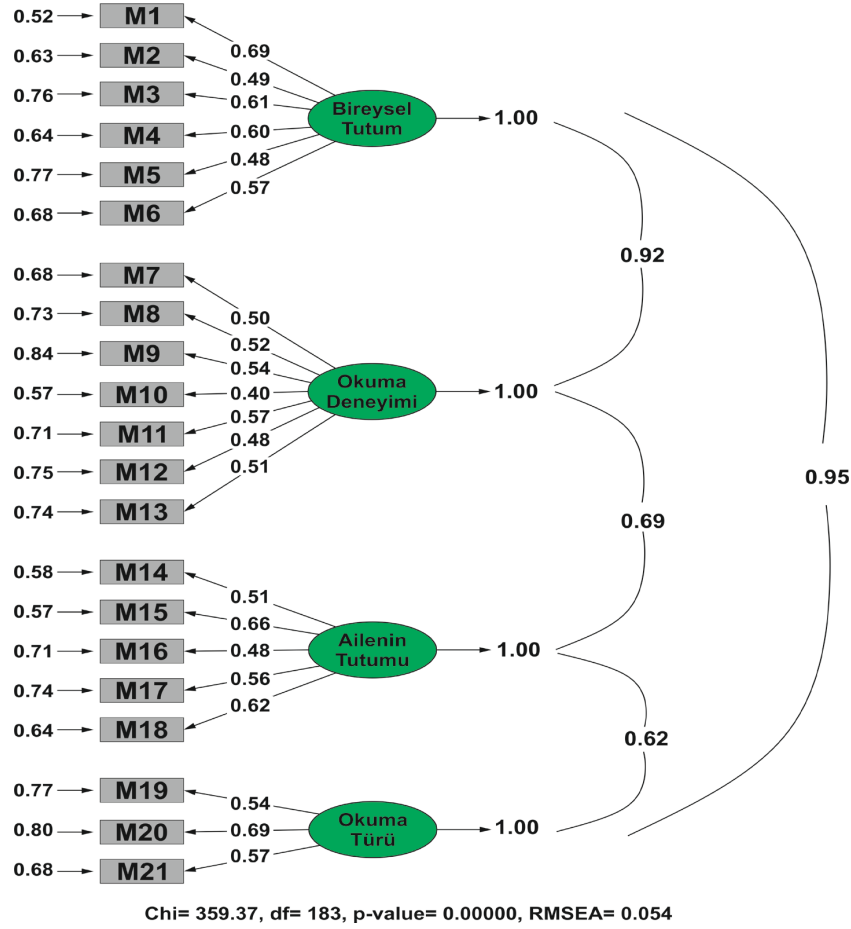 0.52 M1
0.63 M2
0.76 M3
0.64 M4
0.77 M5
0.68 M6
0.69
0.49
0.61
0.60
0.48
0.57
Bireysel
Tutum
1.00
0.68 M7
0.73 M8
0.84 M9
0.57 M10
0.71 M11
0.75 M12
0.74 M13
0.50
0.52
0.54
0.40
0.57
0.48
0.51
Okuma
Deneyimi
1.00
0.58 M14
0.57 M15
0.71 M16
0.74 M17
0.64 M18
0.51
0.66
0.48
0.56
0.62
Ailenin
Tutumu
1.00
0.77 M19
0.80 M20
0.68 M21
0.54
0.69
0.57
Okuma
Türü
1.00
0.92
0.69
0.62
0.95
Chi= 359.37, df= 183, p-value= 0.00000, RMSEA= 0.054